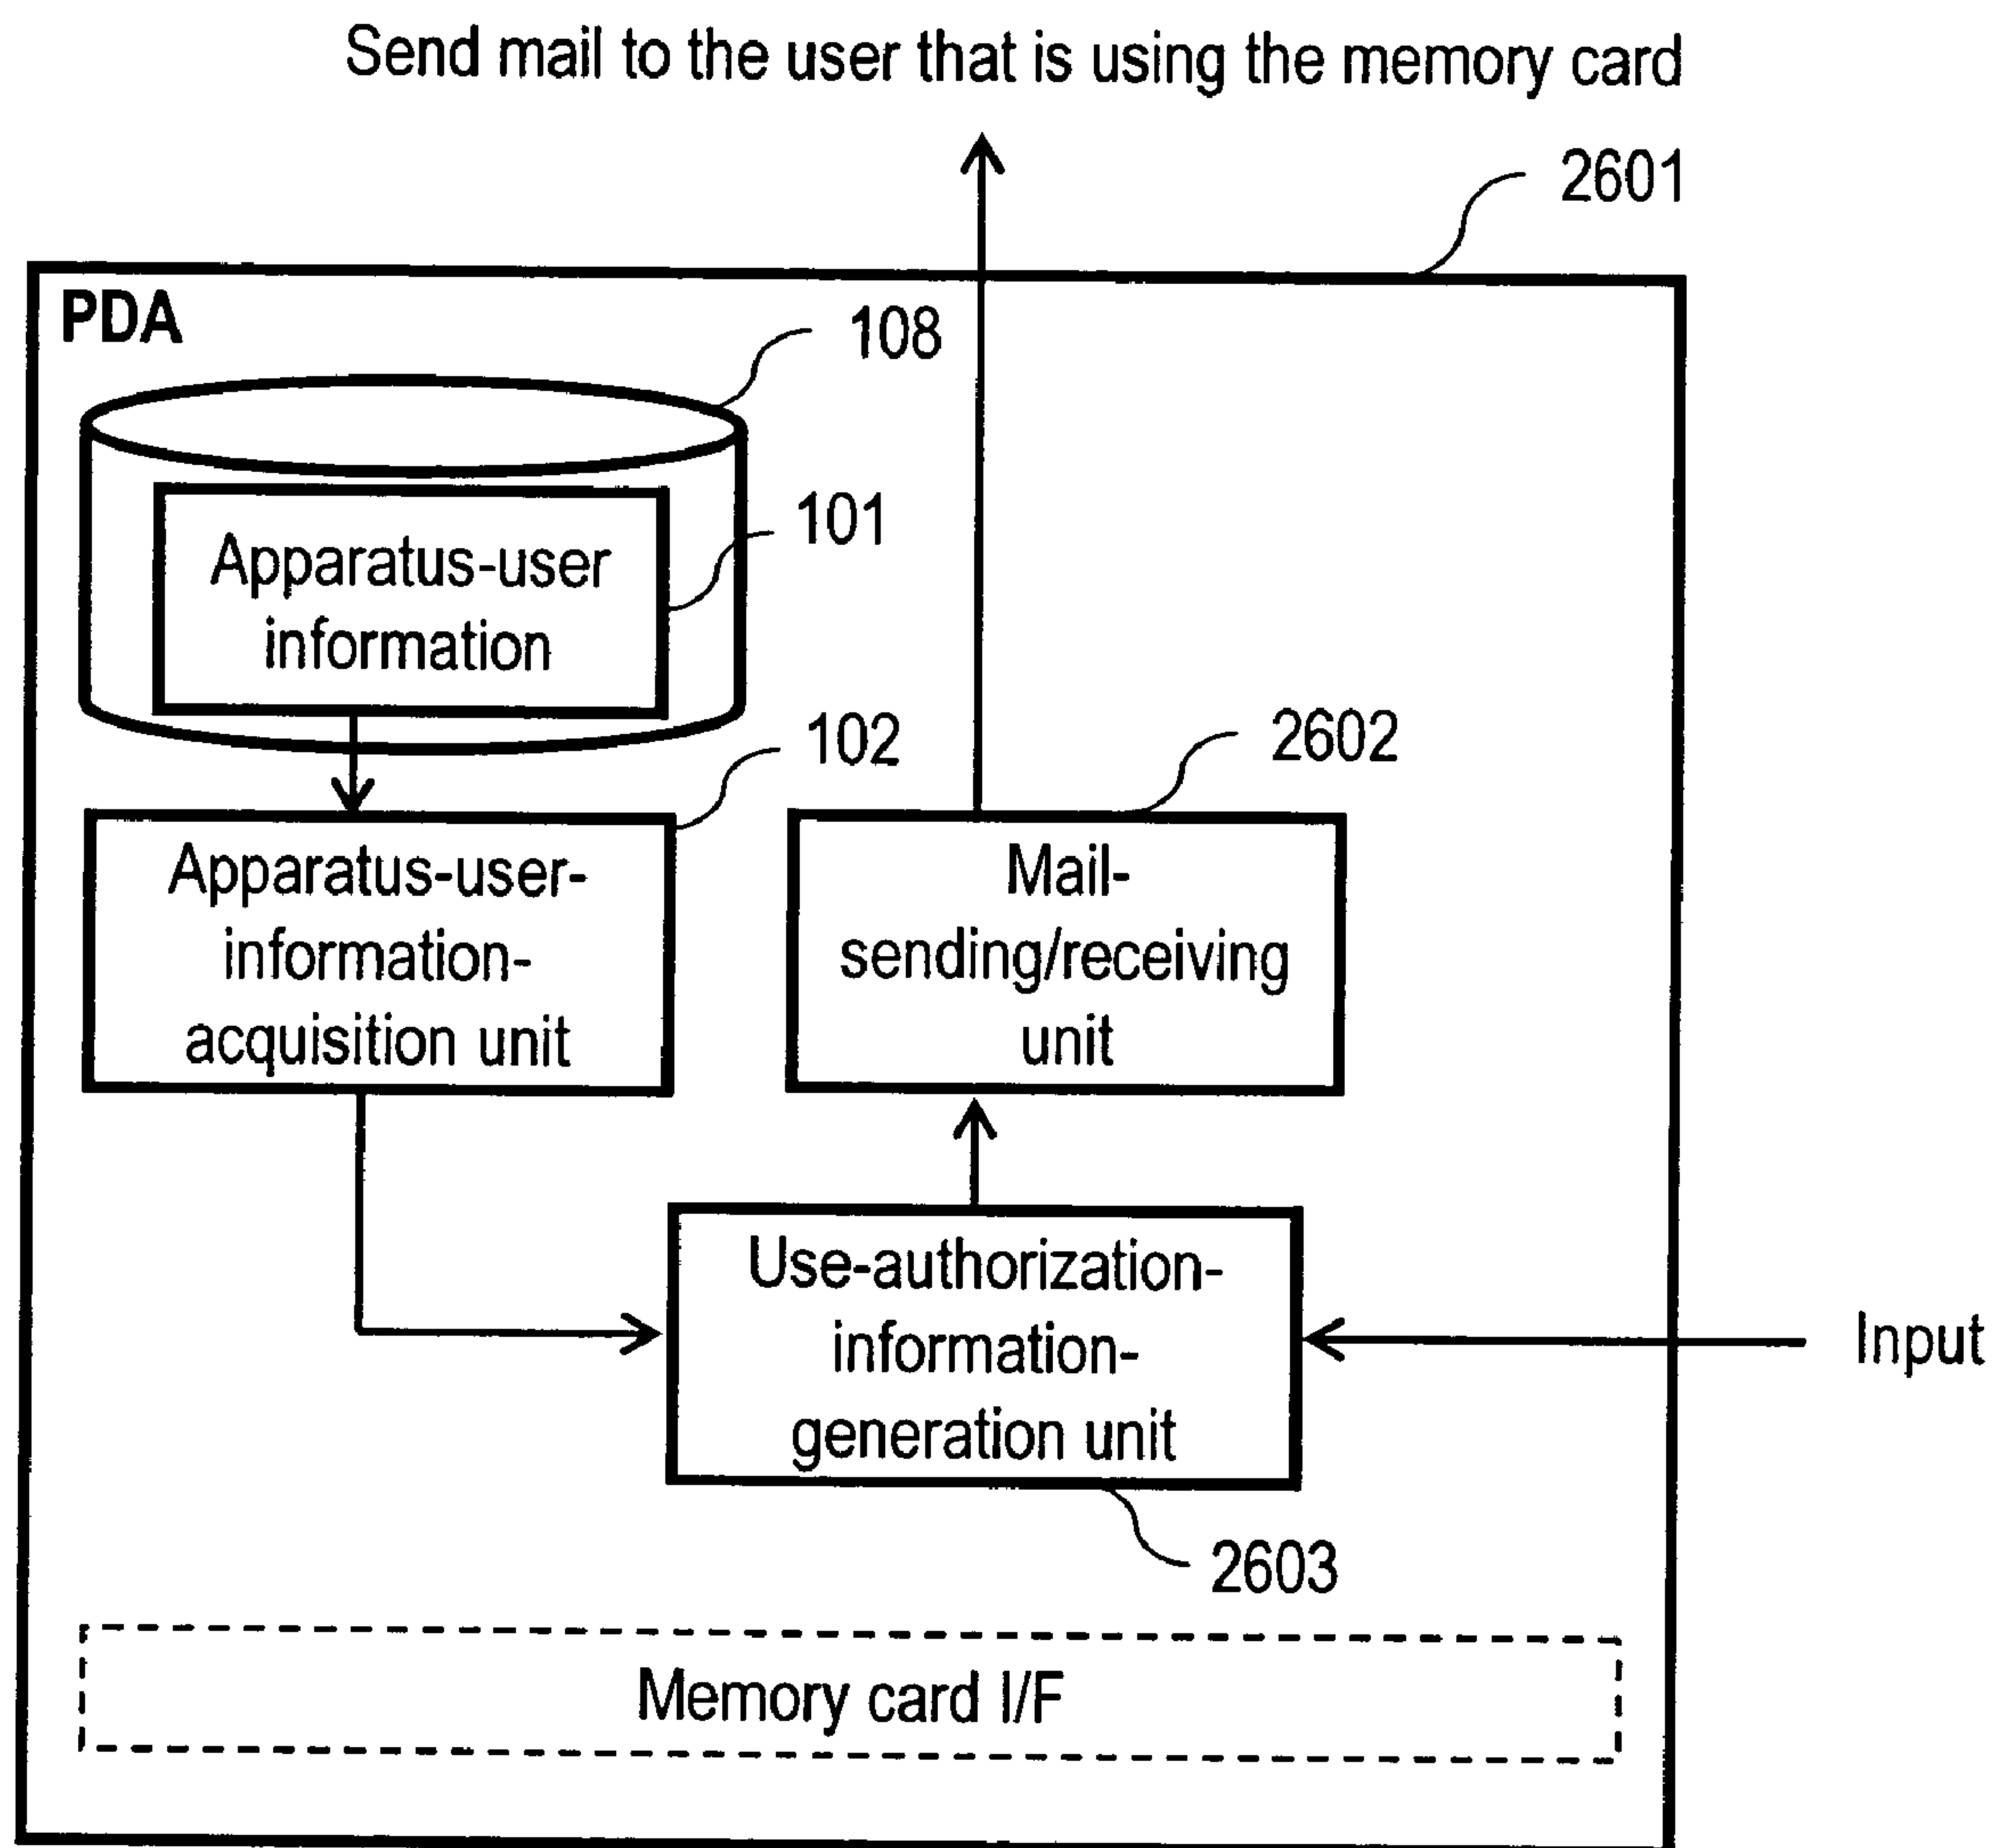 Send mail to the user that is using the memory card
2601
PDA
108
101
Apparatus-user
information
102
2602
Apparatus-user-
information-
acquisition unit
Mail-
sending/receiving
unit
Use-authorization-
information-
generation unit
Input
2603
Memory card I/F